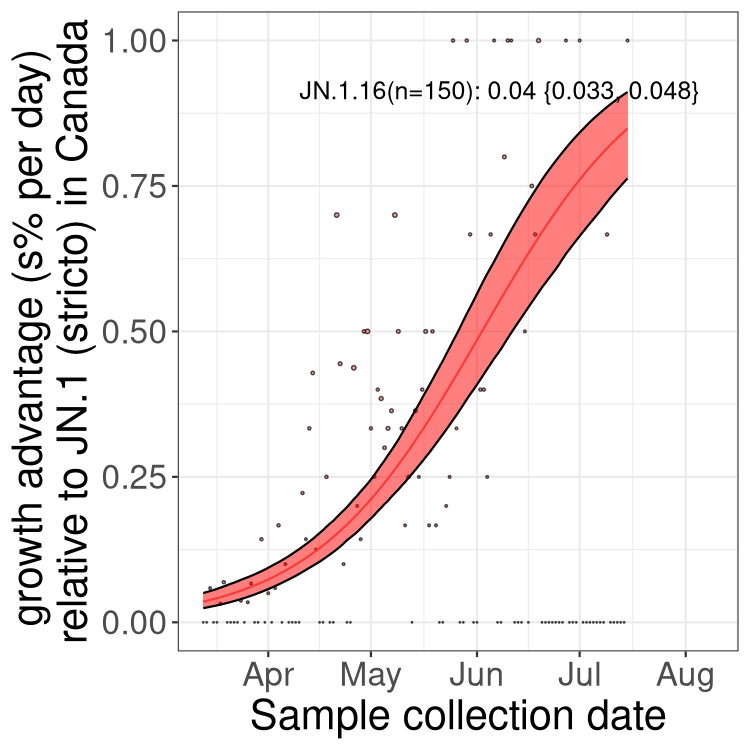 growth advantage (s% per day)
relative to JN.1 (stricto) in Canada
1.00
0.75
0.50
0.25
0.00
JN.1.16(n=150): 0.04 {0.033, 0.048}
Apr May Jun Jul Aug
Sample collection date